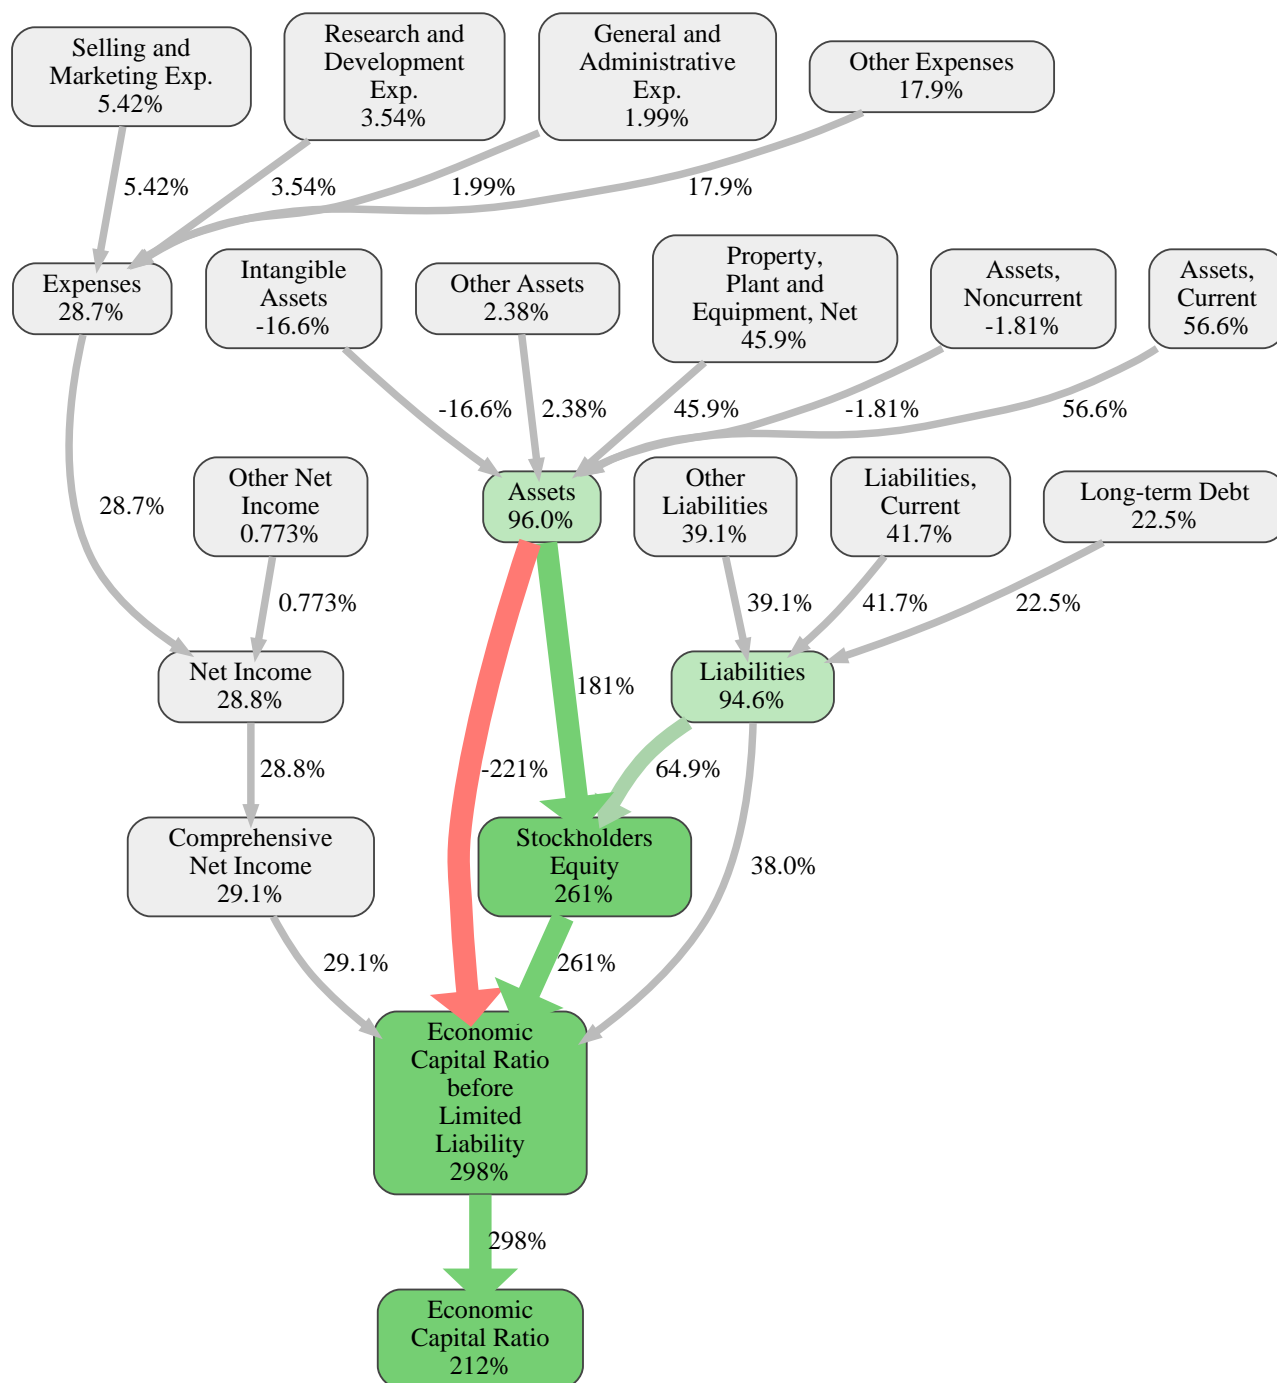 Selling and
Marketing Exp.
5.42%
Research and
Development
Exp.
3.54%
General and
Administrative
Exp.
1.99%
Other Expenses
17.9%
5.42%
3.54%
1.99%
17.9%
Expenses
28.7%
Intangible
Assets
-16.6%
Other Assets
2.38%
Property,
Plant and
Equipment, Net
45.9%
Assets,
Noncurrent
-1.81%
Assets,
Current
56.6%
-16.6%
2.38%
45.9%
-1.81%
56.6%
28.7%
Other Net
Income
0.773%
Assets
96.0%
Other
Liabilities
39.1%
Liabilities,
Current
41.7%
Long-term Debt
22.5%
0.773%
39.1%
41.7%
22.5%
Net Income
28.8%
181%
Liabilities
94.6%
28.8%
-221%
64.9%
Comprehensive
Net Income
29.1%
Stockholders
Equity
261%
38.0%
29.1%
261%
Economic
Capital Ratio
before
Limited
Liability
298%
298%
Economic
Capital Ratio
212%